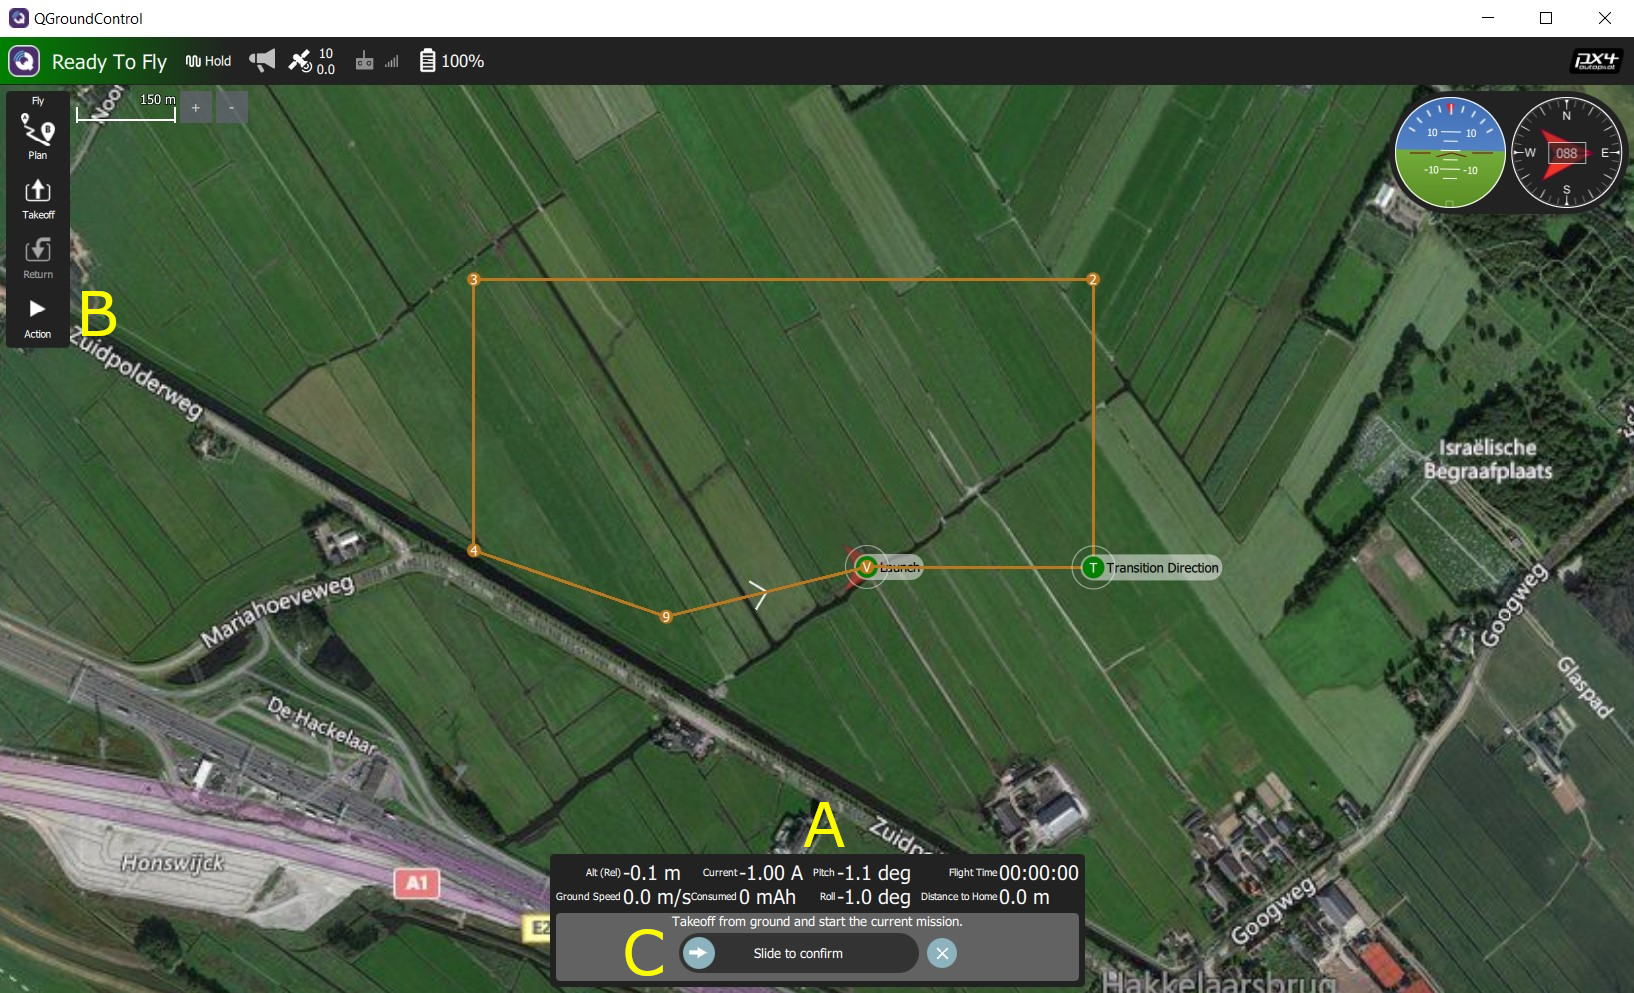 QGroundControl
Ready To Fly
Hold
10
0.0
100%
px4
autopilot
Fly
Plan
Takeoff
Return
Action
B
150 m
+
-
Noor
10 10
-10 -10
N
W 088 E
S
3
2
4
9
V Launch
T Transition Direction
Zuidpolderweg
Israëlische
Begraafplaats
Mariahoeveweg
Googweg
Glaspad
De Hackelaar
Honswijck
A1
A
Zuidpo
Googweg
Hakkelaarsbrug
Alt (Rel) -0.1 m Current -1.00 A Pitch -1.1 deg Flight Time 00:00:00
Ground Speed 0.0 m/s Consumed 0 mAh Roll -1.0 deg Distance to Home 0.0 m
Takeoff from ground and start the current mission.
C
Slide to confirm